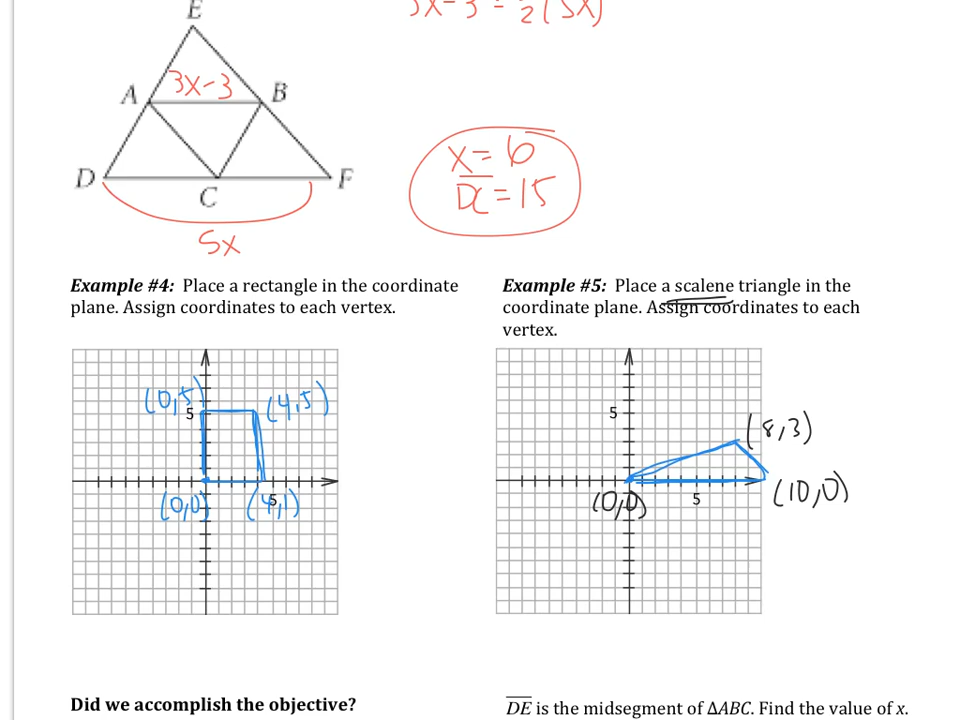 E
3x-3 = 1/2(5x)
3x-3
A
B
D
C
F
5x
x= 6
DC = 15
Example #4: Place a rectangle in the coordinate
plane. Assign coordinates to each vertex.
(0,5)
5
(4,5)
(0,0)
(4,1)
5
Example #5: Place a scalene triangle in the
coordinate plane. Assign coordinates to each
vertex.
5
(8,3)
(0,0)
5
(10,0)
Did we accomplish the objective?
DE is the midsegment of ΔABC. Find the value of x.